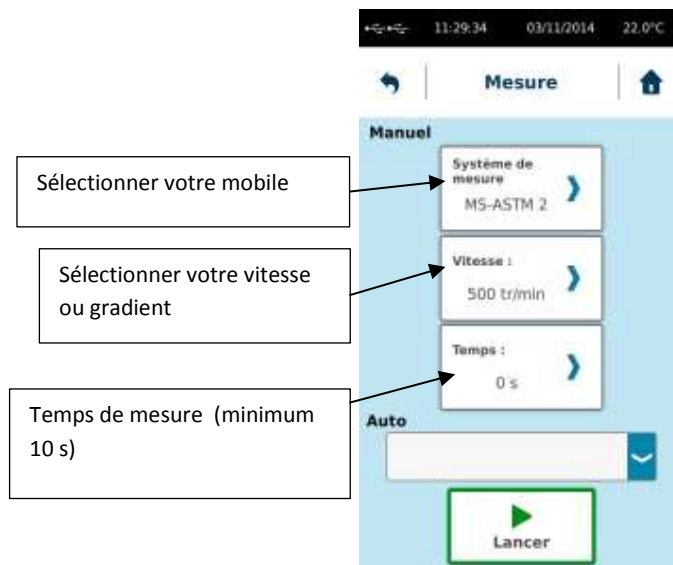 11:29:34 03/11/2014 22.0°C
Mesure
Manuel
Sélectionner votre mobile
Système de
mesure
MS-ASTM 2
Sélectionner votre vitesse
ou gradient
Vitesse :
500 tr/min
Temps de mesure (minimum
10 s)
Temps :
0 s
Auto
Lancer